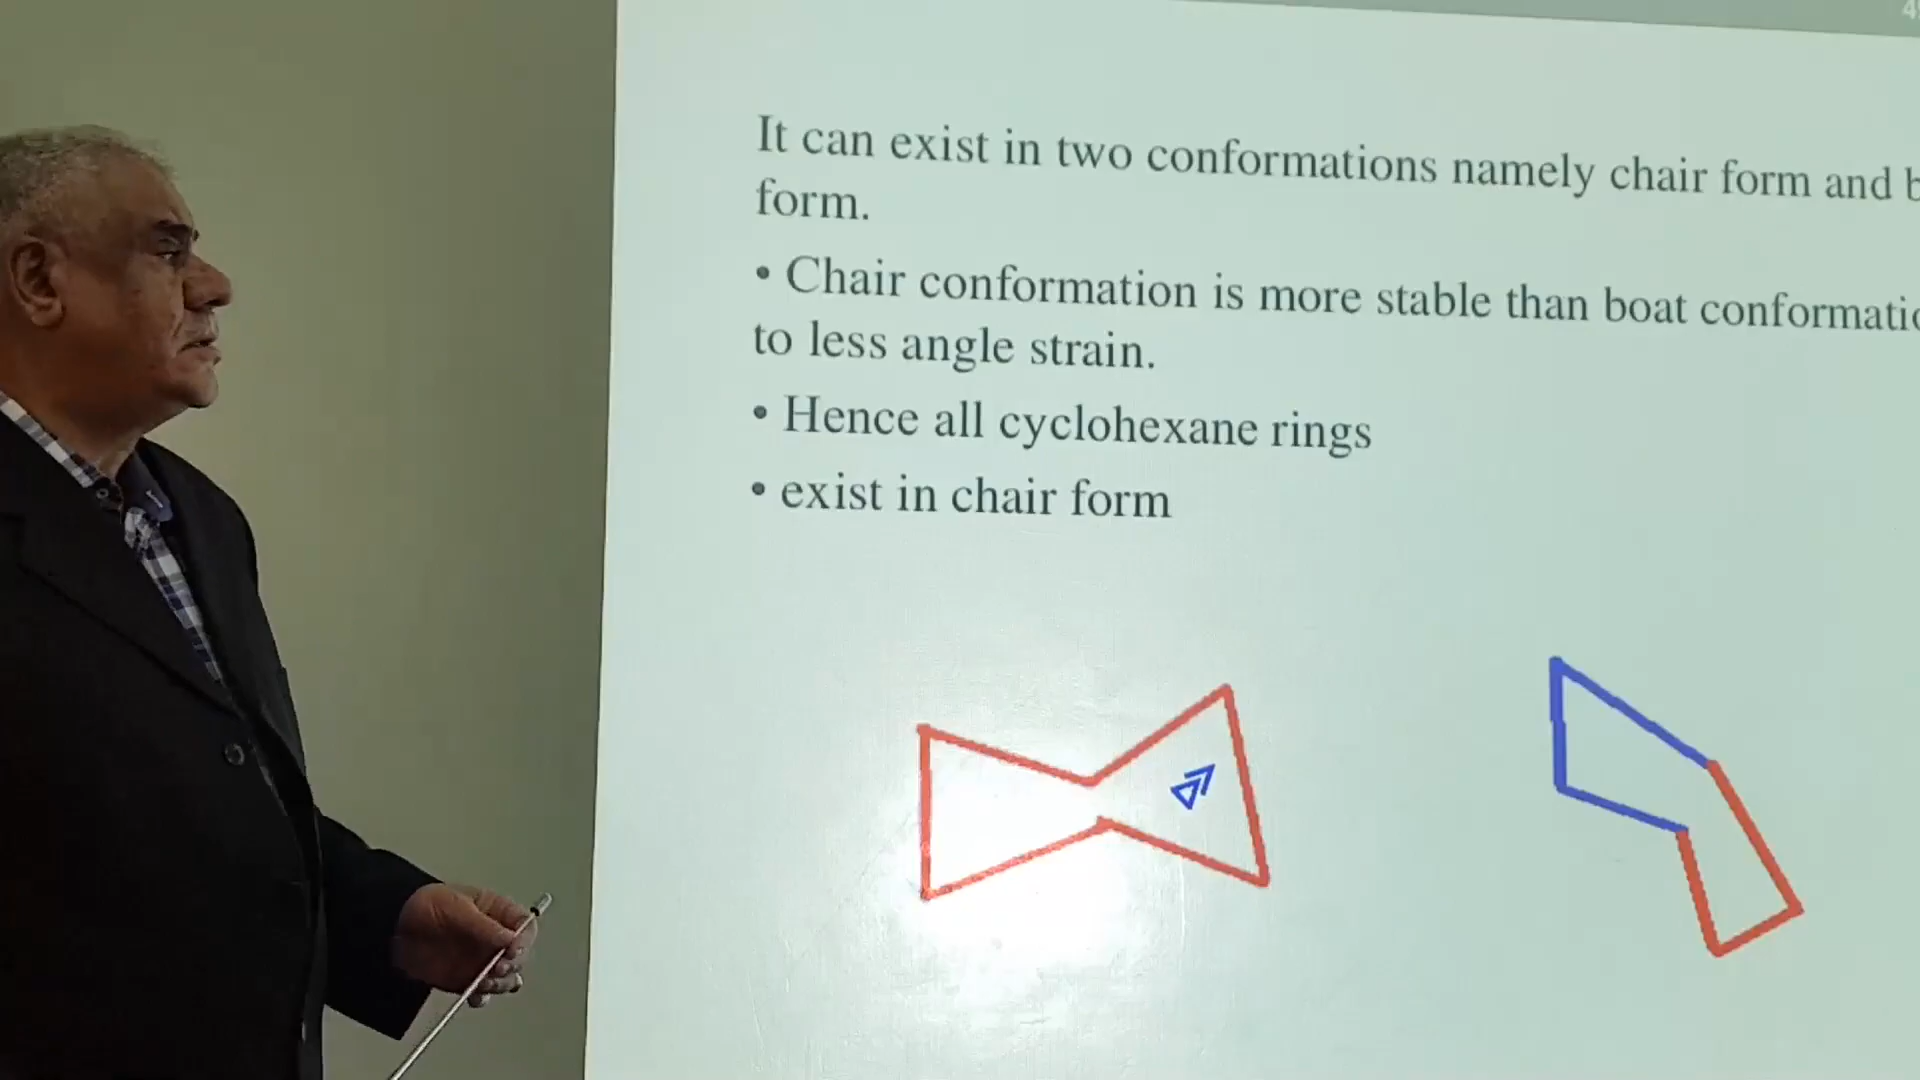 It can exist in two conformations namely chair form and b
form.
• Chair conformation is more stable than boat conformatio
to less angle strain.
• Hence all cyclohexane rings
• exist in chair form